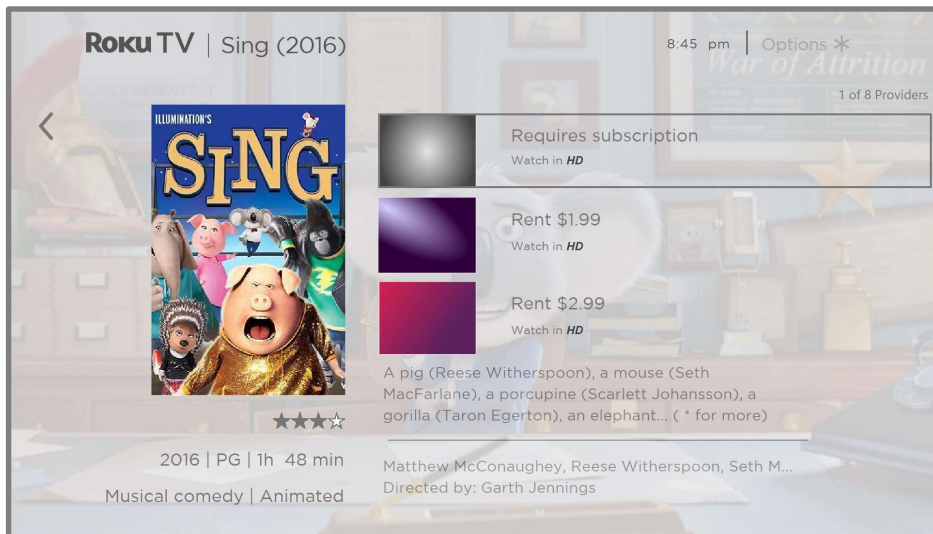 ROKU TV | Sing (2016)
8:45 pm | Options *
War of Attrition
1 of 8 Providers
ILLUMINATION'S
SING
Requires subscription
Watch in HD
Rent $1.99
Watch in HD
Rent $2.99
Watch in HD
A pig (Reese Witherspoon), a mouse (Seth
MacFarlane), a porcupine (Scarlett Johansson), a
gorilla (Taron Egerton), an elephant... ( * for more)
2016 | PG | 1h 48 min
Musical comedy | Animated
Matthew McConaughey, Reese Witherspoon, Seth M...
Directed by: Garth Jennings